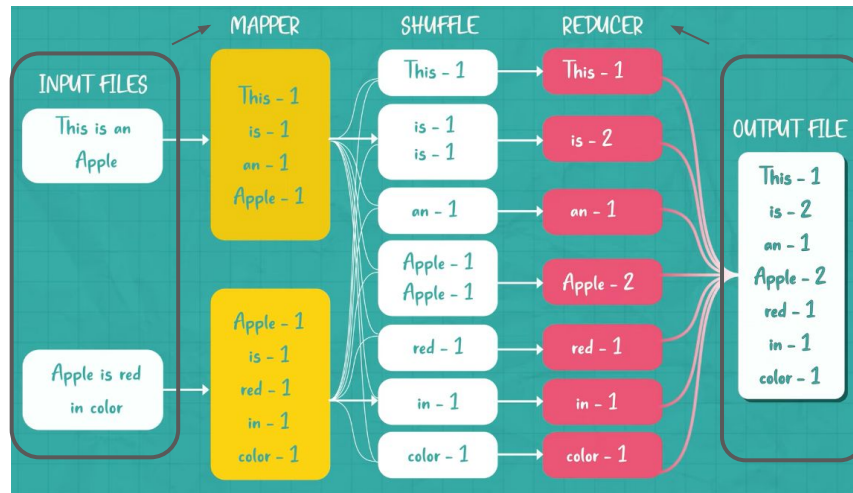 MAPPER
SHUFFLE
REDUCER
INPUT FILES
This is an
Apple
Apple is red
in color
This - 1
is - 1
an - 1
Apple - 1
Apple - 1
is - 1
red - 1
in - 1
color - 1
This - 1
is - 1
is - 1
an - 1
Apple - 1
Apple - 1
red - 1
in - 1
color - 1
This - 1
is - 2
an - 1
Apple - 2
red - 1
in - 1
color - 1
OUTPUT FILE
This - 1
is - 2
an - 1
Apple - 2
red - 1
in - 1
color - 1